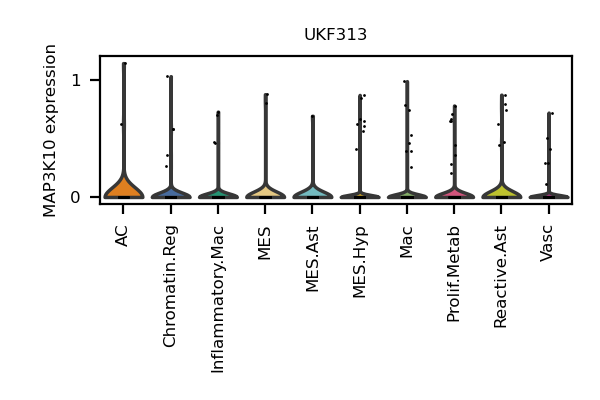 UKF313
MAP3K10 expression
1
0
AC
Chromatin.Reg
Inflammatory.Mac
MES
MES.Ast
MES.Hyp
Mac
Prolif.Metab
Reactive.Ast
Vasc